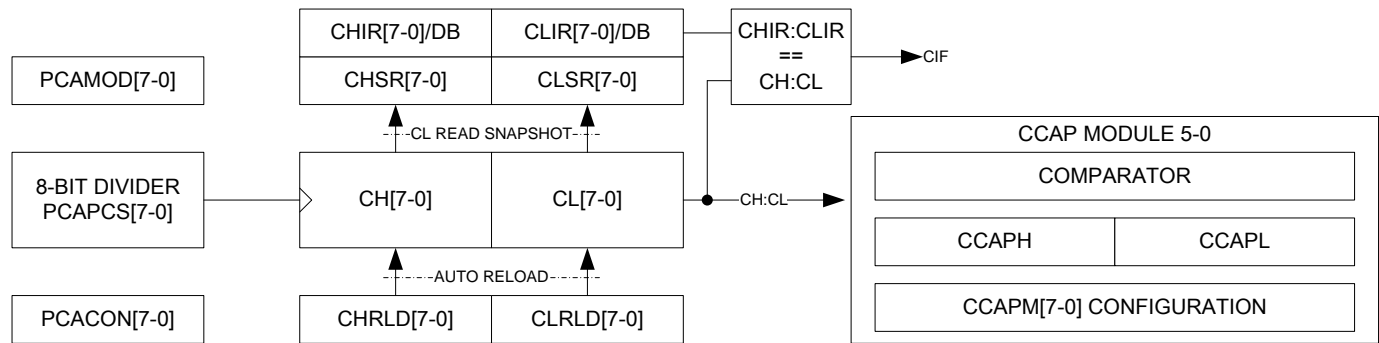 CHIR[7-0]/DB
CLIR[7-0]/DB
CHIR:CLIR
==
CH:CL
CIF
PCAMOD[7-0]
CHSR[7-0]
CLSR[7-0]
CL READ SNAPSHOT
CCAP MODULE 5-0
COMPARATOR
8-BIT DIVIDER
PCAPCS[7-0]
CH[7-0]
CL[7-0]
CH:CL
CCAPH
CCAPL
AUTO RELOAD
PCACON[7-0]
CHRLD[7-0]
CLRLD[7-0]
CCAPM[7-0] CONFIGURATION